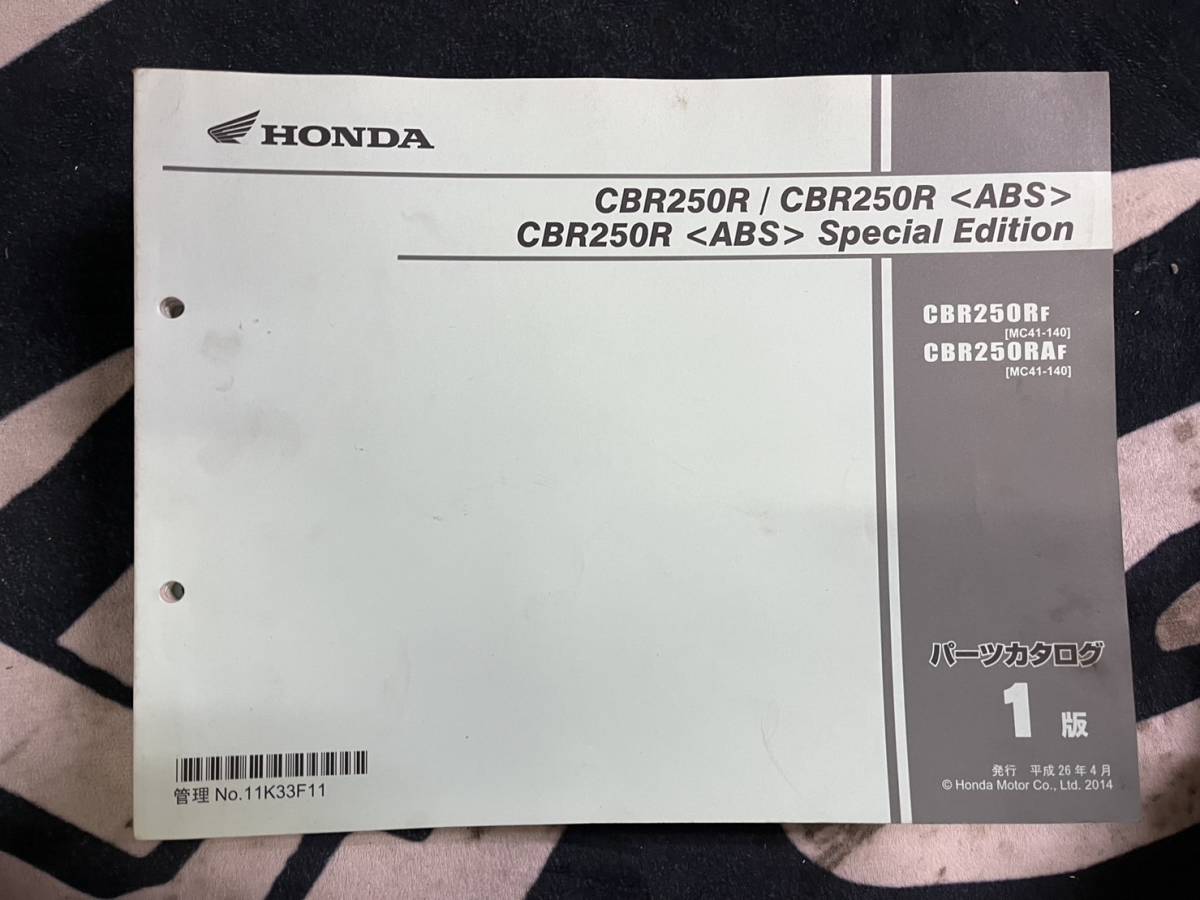 HONDA
CBR250R / CBR250R <ABS>
CBR250R <ABS> Special Edition
CBR250RF
[MC41-140]
CBR250RAF
[MC41-140]
パーツカタログ
1 版
発行 平成26年4月
© Honda Motor Co., Ltd. 2014
管理 No.11K33F11